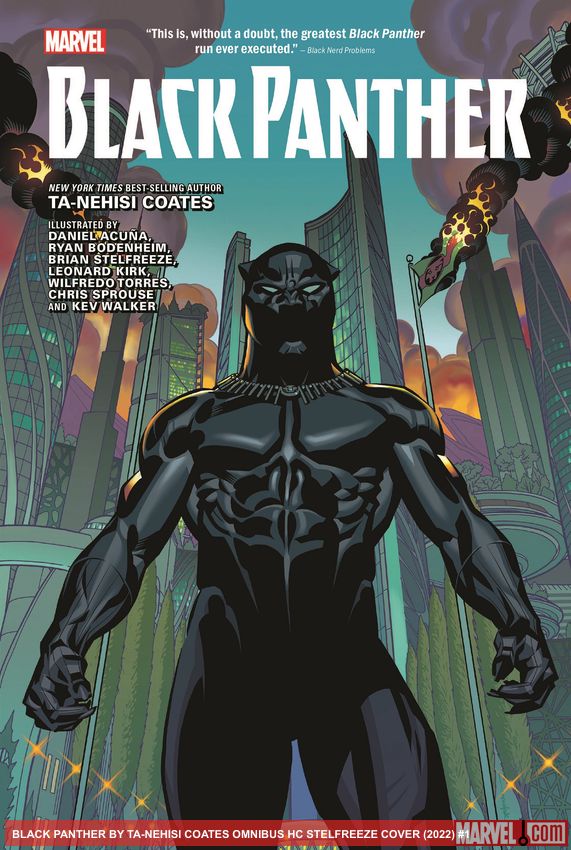 MARVEL
“This is, without a doubt, the greatest Black Panther
run ever executed.” – Black Nerd Problems
BLACK PANTHER
NEW YORK TIMES BEST-SELLING AUTHOR
TA-NEHISI COATES
ILLUSTRATED BY
DANIEL ACUÑA,
RYAN BODENHEIM,
BRIAN STELFREEZE,
LEONARD KIRK,
WILFREDO TORRES,
CHRIS SPROUSE
AND KEV WALKER
BLACK PANTHER BY TA-NEHISI COATES OMNIBUS HC STELFREEZE COVER (2022) #1
MARVEL.com